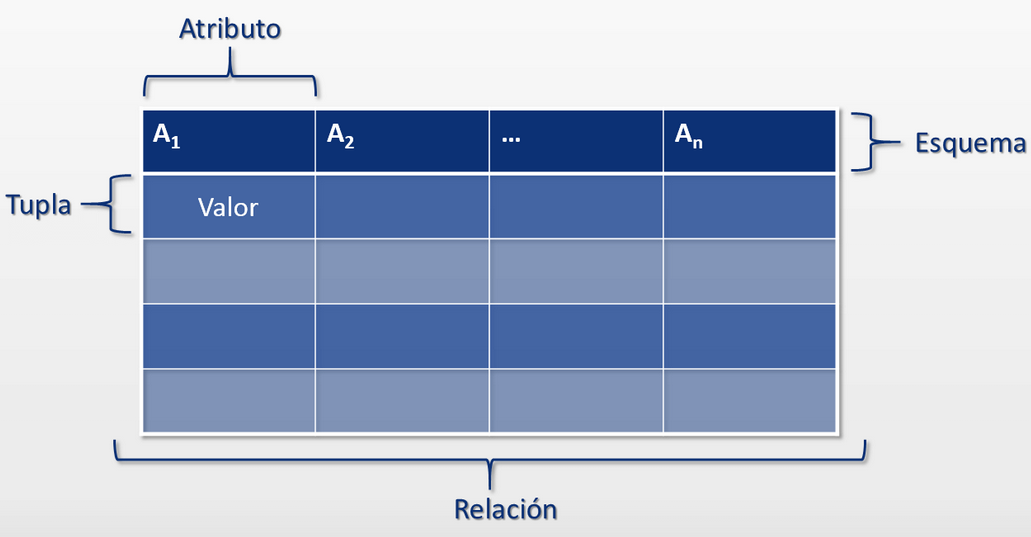 Atributo
A₁ A₂ ... Aₙ
Esquema
Tupla
Valor
Relación